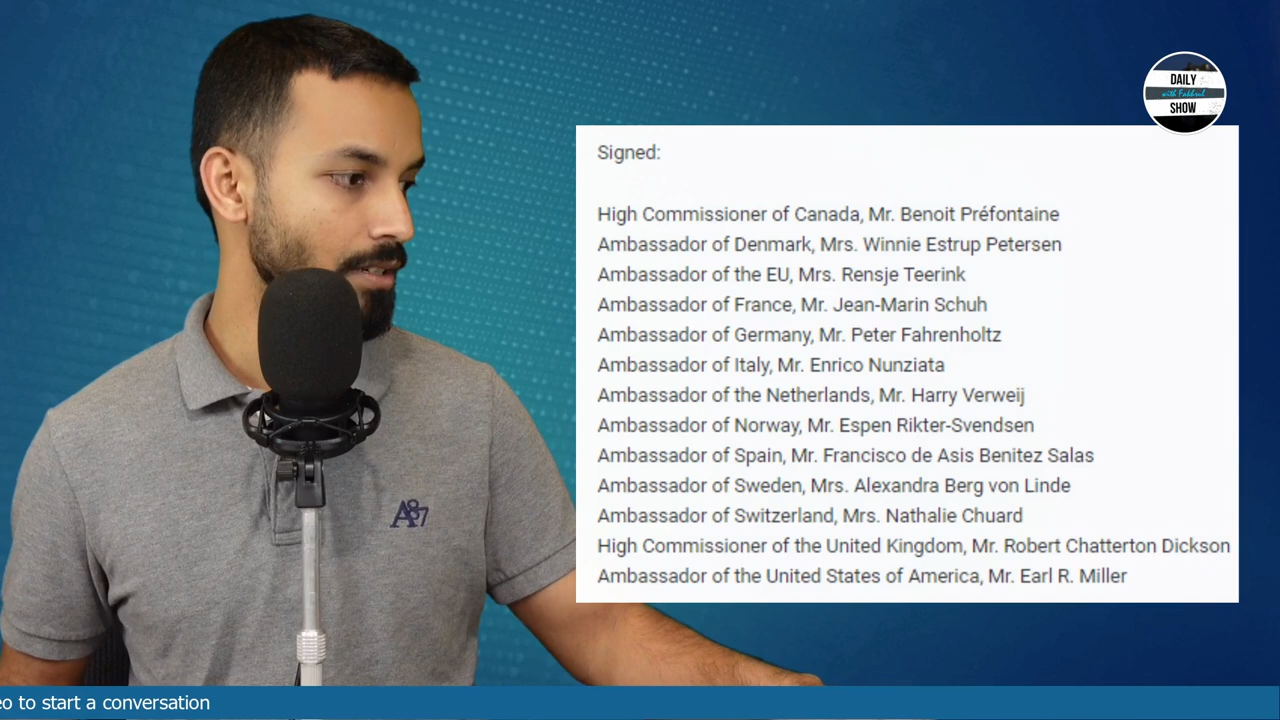 DAILY
with Fakhrul
SHOW
Signed:
High Commissioner of Canada, Mr. Benoit Préfontaine
Ambassador of Denmark, Mrs. Winnie Estrup Petersen
Ambassador of the EU, Mrs. Rensje Teerink
Ambassador of France, Mr. Jean-Marin Schuh
Ambassador of Germany, Mr. Peter Fahrenholtz
Ambassador of Italy, Mr. Enrico Nunziata
Ambassador of the Netherlands, Mr. Harry Verweij
Ambassador of Norway, Mr. Espen Rikter-Svendsen
Ambassador of Spain, Mr. Francisco de Asis Benitez Salas
Ambassador of Sweden, Mrs. Alexandra Berg von Linde
Ambassador of Switzerland, Mrs. Nathalie Chuard
High Commissioner of the United Kingdom, Mr. Robert Chatterton Dickson
Ambassador of the United States of America, Mr. Earl R. Miller
A87
eo to start a conversation